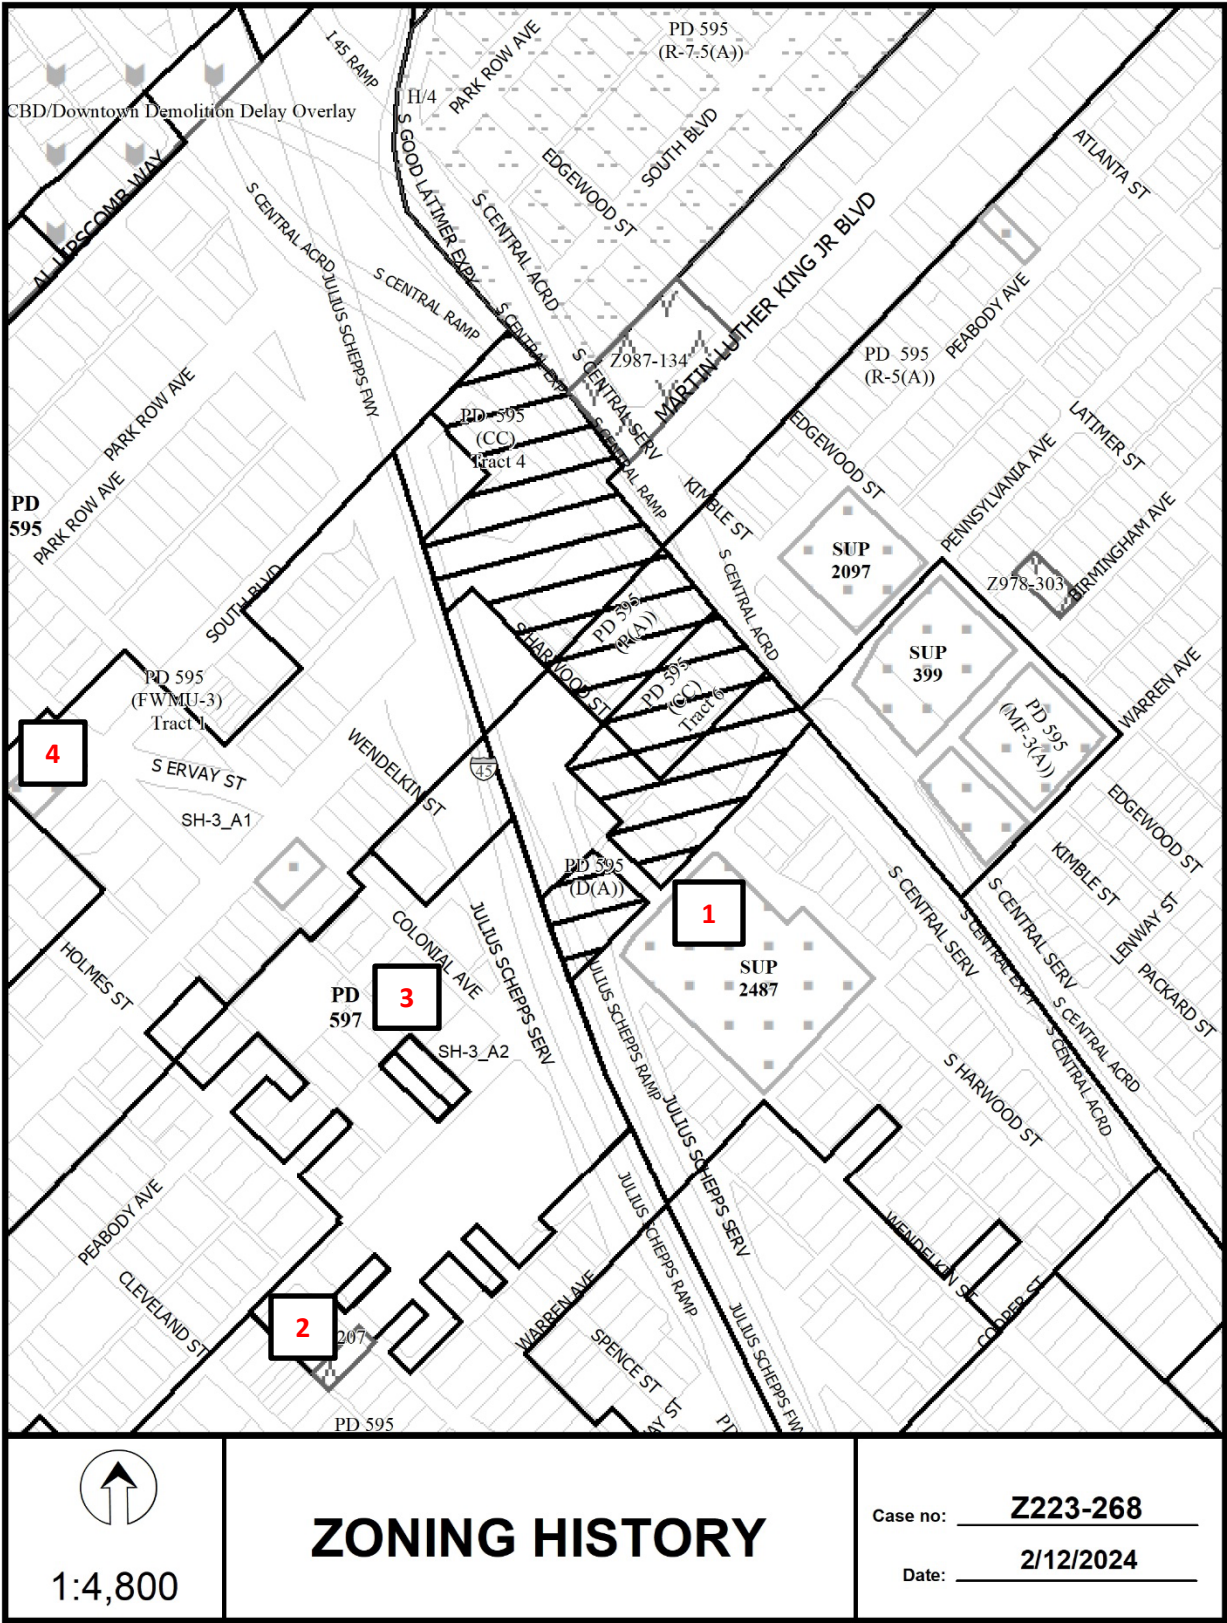 PD 595
(R-7.5(A))
I 45 RAMP
PARK ROW AVE
H/4
CBD/Downtown Demolition Delay Overlay
SOUTH BLVD
EDGEWOOD ST
ATLANTA ST
S GOOD LATIMER EXPY
S CENTRAL ACRD
S CENTRAL ACRD
AL LIPSCOMB WAY
MARTIN LUTHER KING JR BLVD
JULIUS SCHEPPS FWY
S CENTRAL RAMP
S CENTRAL EXPY
S CENTRAL SERV
Z987-134
PEABODY AVE
PD 595
(R-5(A))
PARK ROW AVE
PARK ROW AVE
PD 595
(CC)
Tract 4
S CENTRAL RAMP
EDGEWOOD ST
LATIMER ST
PENNSYLVANIA AVE
PD
595
KIMBLE ST
BIRMINGHAM AVE
SUP
2097
Z978-303
SOUTH BLVD
S CENTRAL ACRD
PD 595
(P(A))
S HARWOOD ST
PD 595
(CC)
Tract 6
SUP
399
PD 595
(MF-3(A))
WARREN AVE
PD 595
(FWMU-3)
Tract 1
4
S ERVAY ST
SH-3_A1
WENDELKIN ST
45
EDGEWOOD ST
KIMBLE ST
LENWAY ST
PACKARD ST
PD 595
(D(A))
1
SUP
2487
S CENTRAL SERV
S CENTRAL EXPY
S CENTRAL SERV
S CENTRAL ACRD
S CENTRAL ACRD
COLONIAL AVE
JULIUS SCHEPPS SERV
HOLMES ST
PD
597
3
SH-3_A2
JULIUS SCHEPPS RAMP
JULIUS SCHEPPS SERV
S HARWOOD ST
PEABODY AVE
CLEVELAND ST
JULIUS SCHEPPS RAMP
WENDELKIN ST
COOPER ST
WARREN AVE
2
207
SPENCE ST
JULIUS SCHEPPS FWY
AY ST
PD
PD 595
1:4,800
ZONING HISTORY
Case no: Z223-268
Date: 2/12/2024